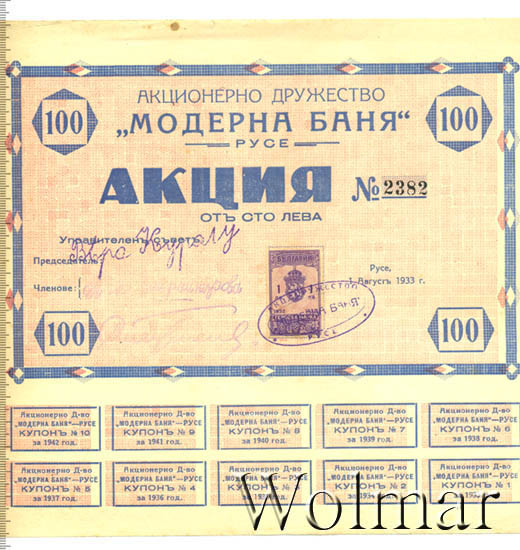 АКЦИОНЕРНО ДРУЖЕСТВО
„МОДЕРНА БАНЯ“
РУСЕ
100
100
АКЦИЯ
№ 2382
ОТЪ СТО ЛЕВА
Управителенъ съветъ
Председатель:
Членове:
БЪЛГАРИЯ
1
Русе,
1 Августъ 1933 г.
БАНЯ"
РУСЕ
100
100
Акционерно Д-во
"МОДЕРНА БАНЯ"—РУСЕ
КУПОНЪ № 10
за 1942 год.
Акционерно Д-во
"МОДЕРНА БАНЯ"—РУСЕ
КУПОНЪ № 9
за 1941 год.
Акционерно Д-во
"МОДЕРНА БАНЯ"—РУСЕ
КУПОНЪ № 8
за 1940 год.
Акционерно Д-во
"МОДЕРНА БАНЯ"—РУСЕ
КУПОНЪ № 7
за 1939 год.
Акционерно Д-во
"МОДЕРНА БАНЯ"—РУСЕ
КУПОНЪ № 6
за 1938 год.
Акционерно Д-во
"МОДЕРНА БАНЯ"—РУСЕ
КУПОНЪ № 5
за 1937 год.
Акционерно Д-во
"МОДЕРНА БАНЯ"—РУСЕ
КУПОНЪ № 4
за 1936 год.
Акционерно Д-во
"МОДЕРНА БАНЯ"—РУСЕ
КУПОНЪ № 3
Акционерно Д-во
"МОДЕРНА БАНЯ"—РУСЕ
КУПОНЪ № 2
Акционерно Д-во
"МОДЕРНА БАНЯ"—РУСЕ
КУПОНЪ № 1
Wolmar